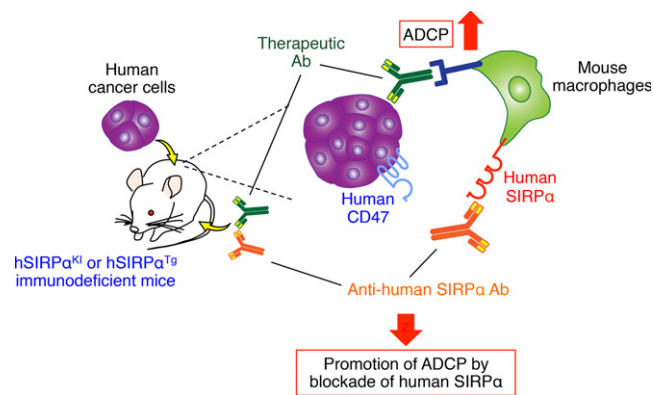 ADCP
Therapeutic
Ab
Human
cancer cells
Mouse
macrophages
Human
SIRPα
Human
CD47
hSIRPα^KI or hSIRPα^Tg
immunodeficient mice
Anti-human SIRPα Ab
Promotion of ADCP by
blockade of human SIRPα